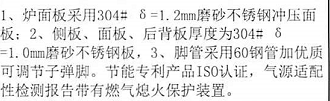 1、炉面板采用304# δ=1.2mm磨砂不锈钢冲压面
板；2、侧板、面板、后背板厚度为304# δ
=1.0mm磨砂不锈钢板，3、脚管采用60钢管加优质
可调节子弹脚。节能专利产品ISO认证，气源适配
性检测报告带有燃气熄火保护装置。